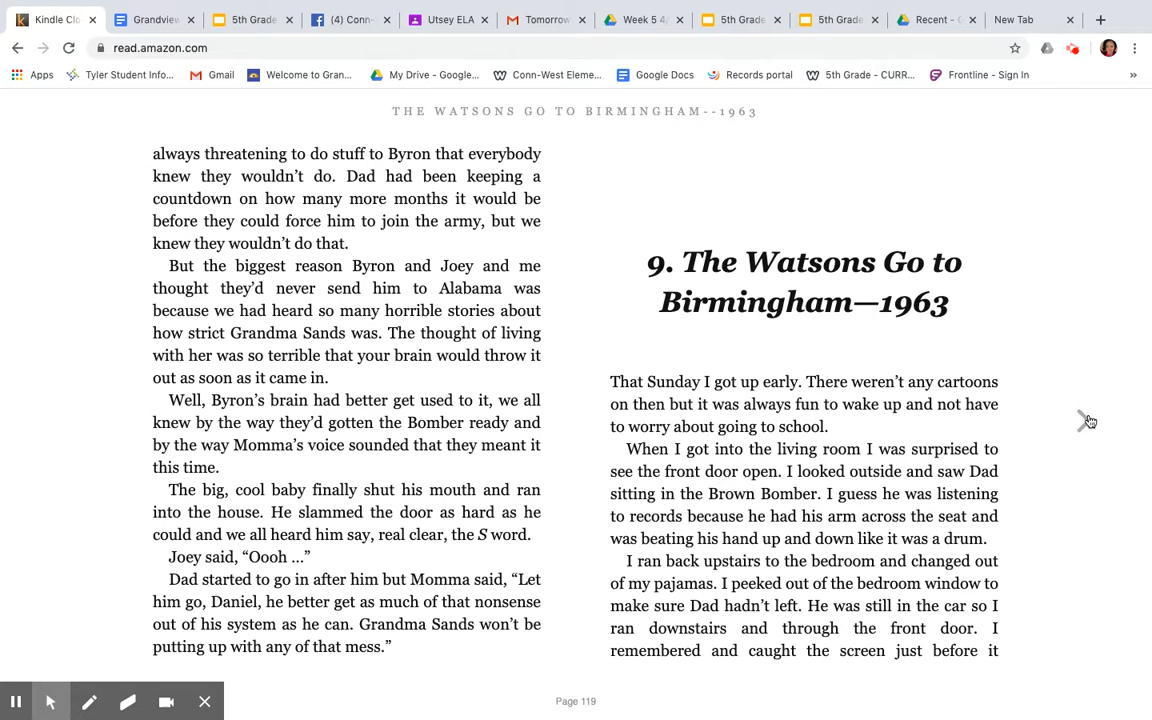 Kindle Clo
Grandview
5th Grade
(4) Conn-
Utsey ELA
Tomorrow
Week 5 4/
5th Grade
5th Grade
Recent - G
New Tab
read.amazon.com
Apps
Tyler Student Info...
Gmail
Welcome to Gran...
My Drive - Google...
Conn-West Eleme...
Google Docs
Records portal
5th Grade - CURR...
Frontline - Sign In
»
THE WATSONS GO TO BIRMINGHAM--1963
always threatening to do stuff to Byron that everybody
knew they wouldn't do. Dad had been keeping a
countdown on how many more months it would be
before they could force him to join the army, but we
knew they wouldn't do that.
But the biggest reason Byron and Joey and me
thought they'd never send him to Alabama was
because we had heard so many horrible stories about
how strict Grandma Sands was. The thought of living
with her was so terrible that your brain would throw it
out as soon as it came in.
Well, Byron's brain had better get used to it, we all
knew by the way they'd gotten the Bomber ready and
by the way Momma's voice sounded that they meant it
this time.
The big, cool baby finally shut his mouth and ran
into the house. He slammed the door as hard as he
could and we all heard him say, real clear, the S word.
Joey said, “Oooh ...”
Dad started to go in after him but Momma said, “Let
him go, Daniel, he better get as much of that nonsense
out of his system as he can. Grandma Sands won't be
putting up with any of that mess.”
9. The Watsons Go to
Birmingham—1963
That Sunday I got up early. There weren't any cartoons
on then but it was always fun to wake up and not have
to worry about going to school.
When I got into the living room I was surprised to
see the front door open. I looked outside and saw Dad
sitting in the Brown Bomber. I guess he was listening
to records because he had his arm across the seat and
was beating his hand up and down like it was a drum.
I ran back upstairs to the bedroom and changed out
of my pajamas. I peeked out of the bedroom window to
make sure Dad hadn't left. He was still in the car so I
ran downstairs and through the front door. I
remembered and caught the screen just before it
Page 119